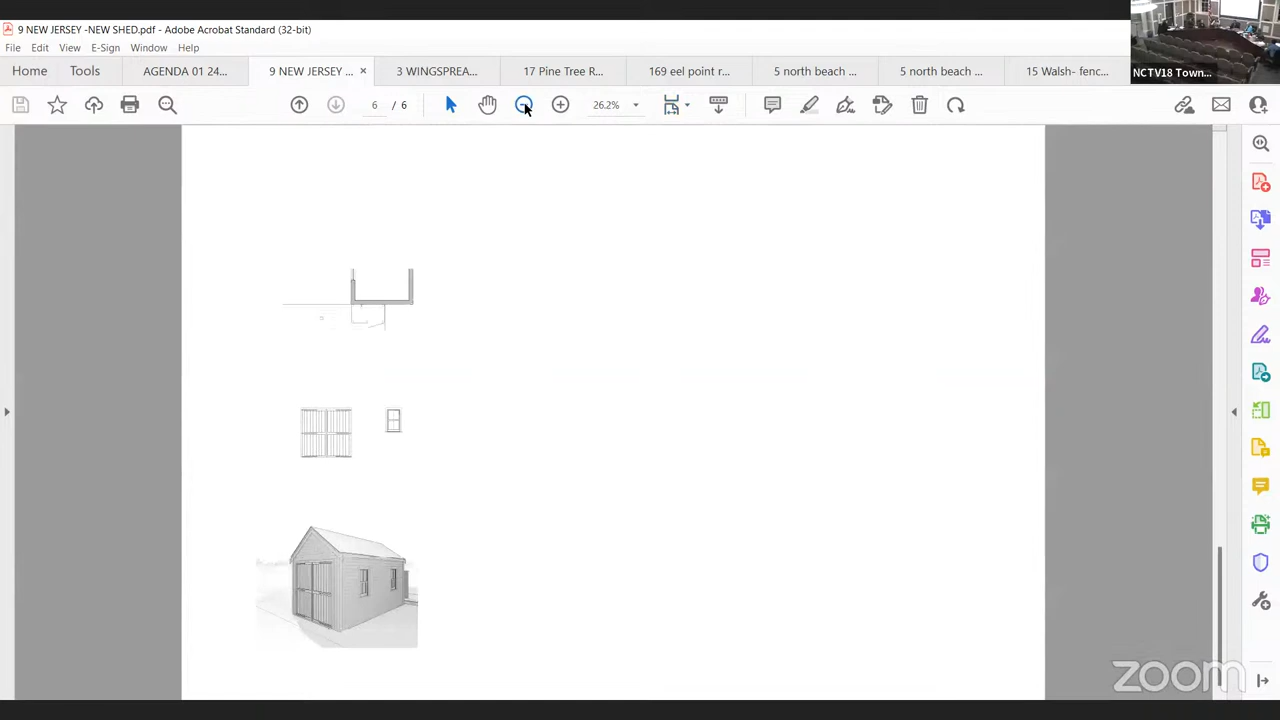 9 NEW JERSEY -NEW SHED.pdf - Adobe Acrobat Standard (32-bit)
File Edit View E-Sign Window Help
Home Tools AGENDA 01 24... 9 NEW JERSEY ... × 3 WINGSPREA... 17 Pine Tree R... 169 eel point r... 5 north beach ... 5 north beach ... 15 Walsh- fenc...
6 / 6 26.2%
NCTV18 Town...
zoom